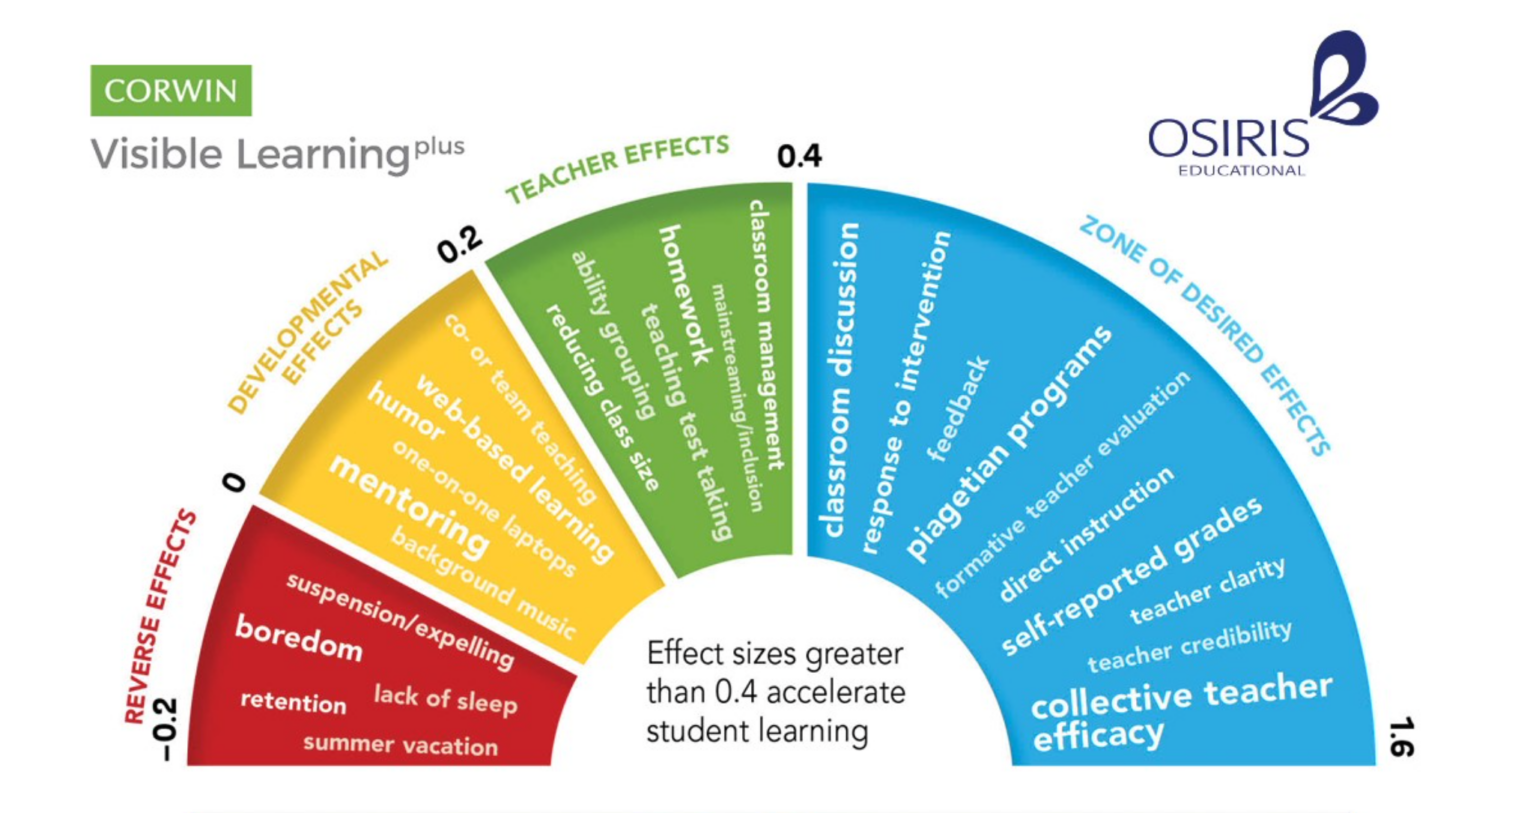 CORWIN
Visible Learning plus
OSIRIS
EDUCATIONAL
REVERSE EFFECTS
DEVELOPMENTAL
EFFECTS
TEACHER EFFECTS
ZONE OF DESIRED EFFECTS
−0.2
0
0.2
0.4
1.6
summer vacation
retention
lack of sleep
boredom
suspension/expelling
background music
mentoring
one-on-one laptops
humor
web-based learning
co- or team teaching
reducing class size
ability grouping
teaching test taking
homework
mainstreaming/inclusion
classroom management
classroom discussion
response to intervention
feedback
piagetian programs
formative teacher evaluation
direct instruction
self-reported grades
teacher clarity
teacher credibility
collective teacher
efficacy
Effect sizes greater
than 0.4 accelerate
student learning